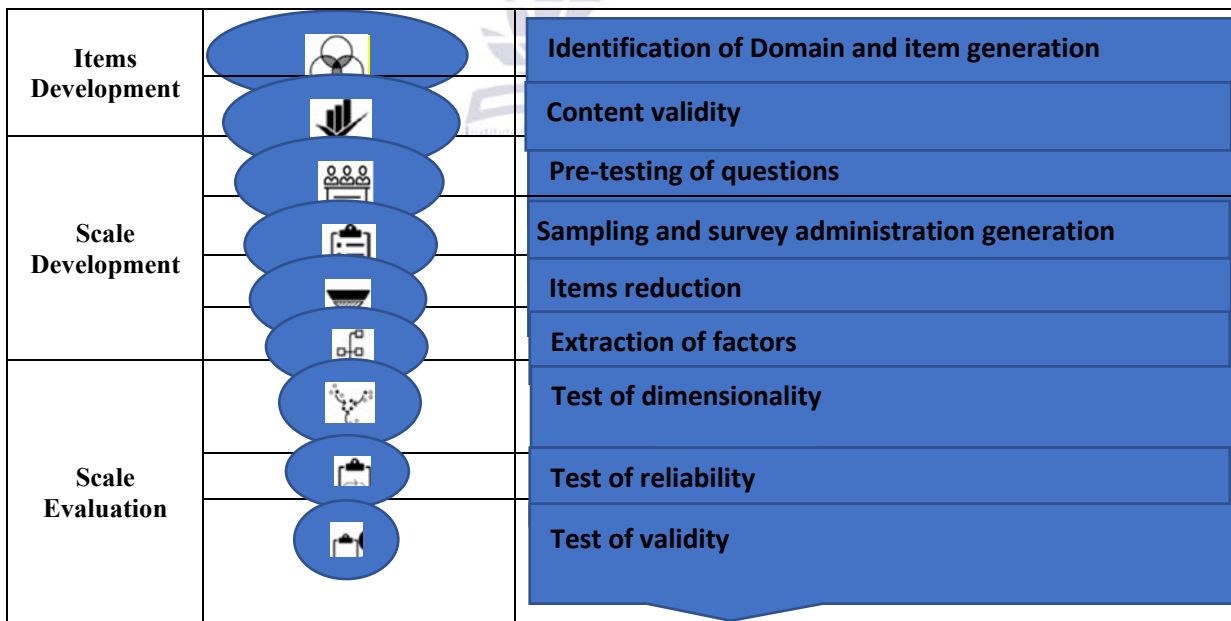 Items
Development
Identification of Domain and item generation
Content validity
Scale
Development
Pre-testing of questions
Sampling and survey administration generation
Items reduction
Extraction of factors
Scale
Evaluation
Test of dimensionality
Test of reliability
Test of validity